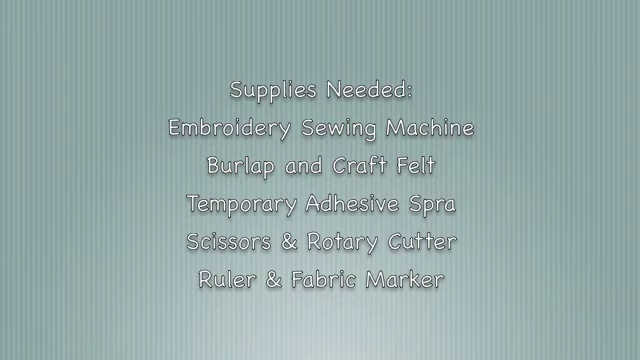 Supplies Needed:
Embroidery Sewing Machine
Burlap and Craft Felt
Temporary Adhesive Spra
Scissors & Rotary Cutter
Ruler & Fabric Marker